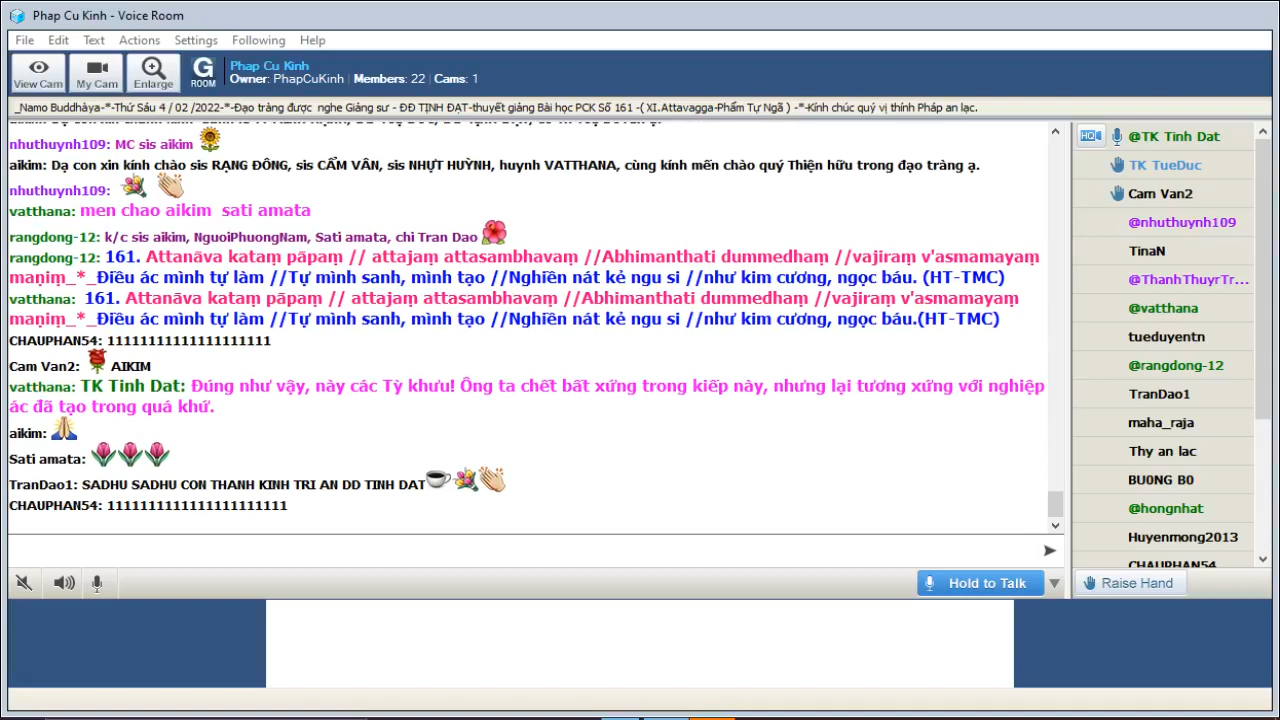 Phap Cu Kinh - Voice Room
File Edit Text Actions Settings Following Help
View Cam My Cam Enlarge G ROOM
Phap Cu Kinh
Owner: PhapCuKinh Members: 22 Cams: 1
_Namo Buddhàya-*-Thứ Sáu 4 / 02 /2022-*-Đạo tràng được nghe Giảng sư - ĐĐ TỊNH ĐẠT-thuyết giảng Bài học PCK Số 161 -( XI.Attavagga-Phẩm Tự Ngã ) -*-Kính chúc quý vị thính Pháp an lạc.
nhuthuynh109: MC sis aikim
aikim: Dạ con xin kính chào sis RẠNG ĐÔNG, sis CẨM VÂN, sis NHỰT HUỲNH, huynh VATTHANA, cùng kính mến chào quý Thiện hữu trong đạo tràng ạ.
nhuthuynh109:
vatthana: men chao aikim sati amata
rangdong-12: k/c sis aikim, NguoiPhuongNam, Sati amata, chi Tran Dao
rangdong-12: 161. Attanāva kataṃ pāpaṃ // attajaṃ attasambhavaṃ //Abhimanthati dummedhaṃ //vajiraṃ v'asmamayaṃ
maṇiṃ_*_Điều ác mình tự làm //Tự mình sanh, mình tạo //Nghiền nát kẻ ngu si //như kim cương, ngọc báu. (HT-TMC)
vatthana: 161. Attanāva kataṃ pāpaṃ // attajaṃ attasambhavaṃ //Abhimanthati dummedhaṃ //vajiraṃ v'asmamayaṃ
maṇiṃ_*_Điều ác mình tự làm //Tự mình sanh, mình tạo //Nghiền nát kẻ ngu si //như kim cương, ngọc báu.(HT-TMC)
CHAUPHAN54: 11111111111111111111
Cam Van2: AIKIM
vatthana: TK Tinh Dat: Đúng như vậy, này các Tỳ khưu! Ông ta chết bất xứng trong kiếp này, nhưng lại tương xứng với nghiệp
ác đã tạo trong quá khứ.
aikim:
Sati amata:
TranDao1: SADHU SADHU CON THANH KINH TRI AN DD TINH DAT
CHAUPHAN54: 1111111111111111111111
Hold to Talk
@TK Tinh Dat
TK TueDuc
Cam Van2
@nhuthuynh109
TinaN
@ThanhThuyrTr...
@vatthana
tueduyentn
@rangdong-12
TranDao1
maha_raja
Thy an lac
BU0NG B0
@hongnhat
Huyenmong2013
CHAUPHAN54
Raise Hand